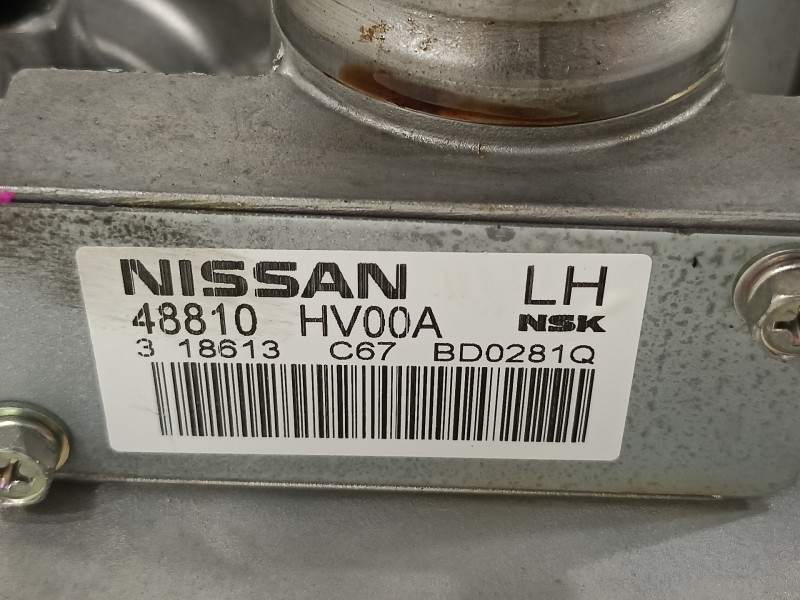 NISSAN LH
48810 HV00A NSK
3 18613 C67 BD0281Q